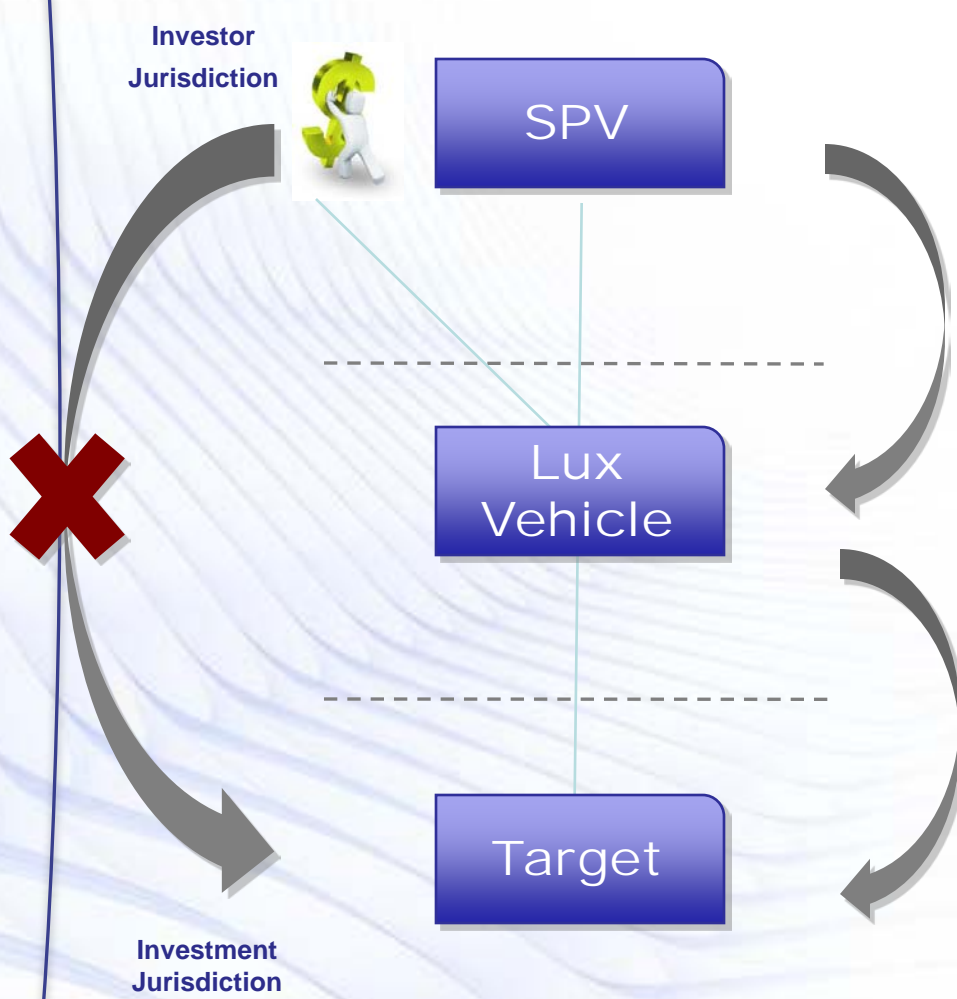 Investor
Jurisdiction
SPV
Lux
Vehicle
Target
Investment
Jurisdiction